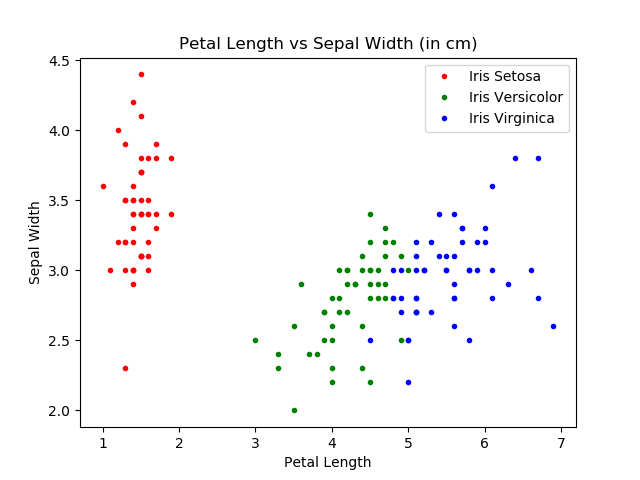 Petal Length vs Sepal Width (in cm)
4.5
4.0
3.5
3.0
2.5
2.0
Sepal Width
Iris Setosa
Iris Versicolor
Iris Virginica
1 2 3 4 5 6 7
Petal Length